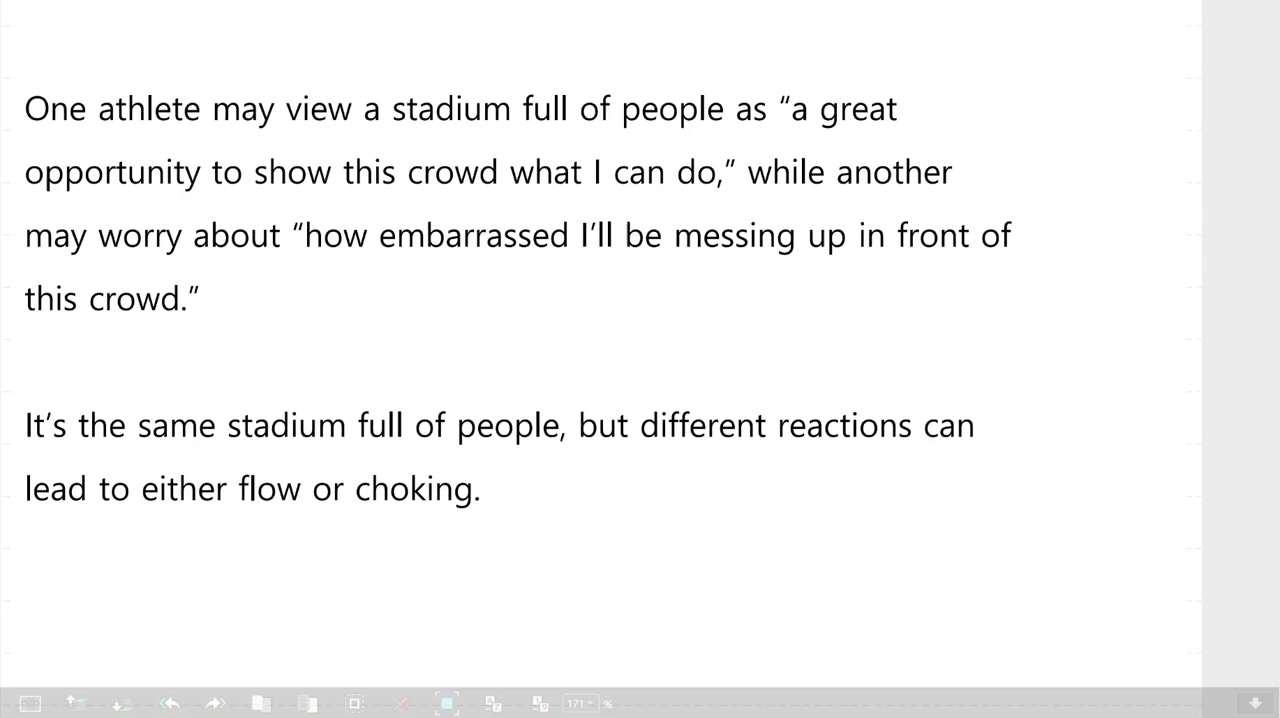 One athlete may view a stadium full of people as “a great
opportunity to show this crowd what I can do,” while another
may worry about “how embarrassed I’ll be messing up in front of
this crowd.”
It’s the same stadium full of people, but different reactions can
lead to either flow or choking.
171 %